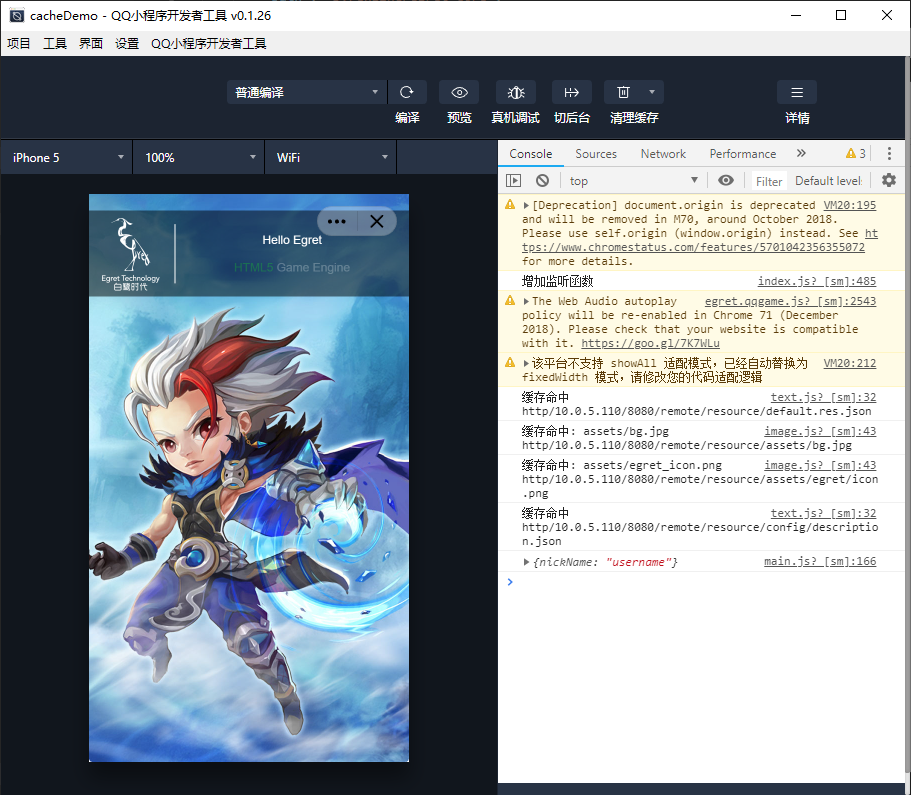 cacheDemo - QQ小程序开发者工具 v0.1.26
项目 工具 界面 设置 QQ小程序开发者工具
普通编译
编译 预览 真机调试 切后台 清理缓存 详情
iPhone 5 100% WiFi
Console Sources Network Performance » 3
top Filter Default level
Hello Egret
HTML5 Game Engine
Egret Technology
白鹭时代
[Deprecation] document.origin is deprecated VM20:195
and will be removed in M70, around October 2018.
Please use self.origin (window.origin) instead. See ht
tps://www.chromestatus.com/features/5701042356355072
for more details.
增加监听函数 index.js? [sm]:485
The Web Audio autoplay egret.qqgame.js? [sm]:2543
policy will be re-enabled in Chrome 71 (December
2018). Please check that your website is compatible
with it. https://goo.gl/7K7WLu
该平台不支持 showAll 适配模式，已经自动替换为 VM20:212
fixedWidth 模式，请修改您的代码适配逻辑
缓存命中 text.js? [sm]:32
http/10.0.5.110/8080/remote/resource/default.res.json
缓存命中: assets/bg.jpg image.js? [sm]:43
http/10.0.5.110/8080/remote/resource/assets/bg.jpg
缓存命中: assets/egret_icon.png image.js? [sm]:43
http/10.0.5.110/8080/remote/resource/assets/egret/icon
.png
缓存命中 text.js? [sm]:32
http/10.0.5.110/8080/remote/resource/config/descriptio
n.json
{nickName: "username"} main.js? [sm]:166